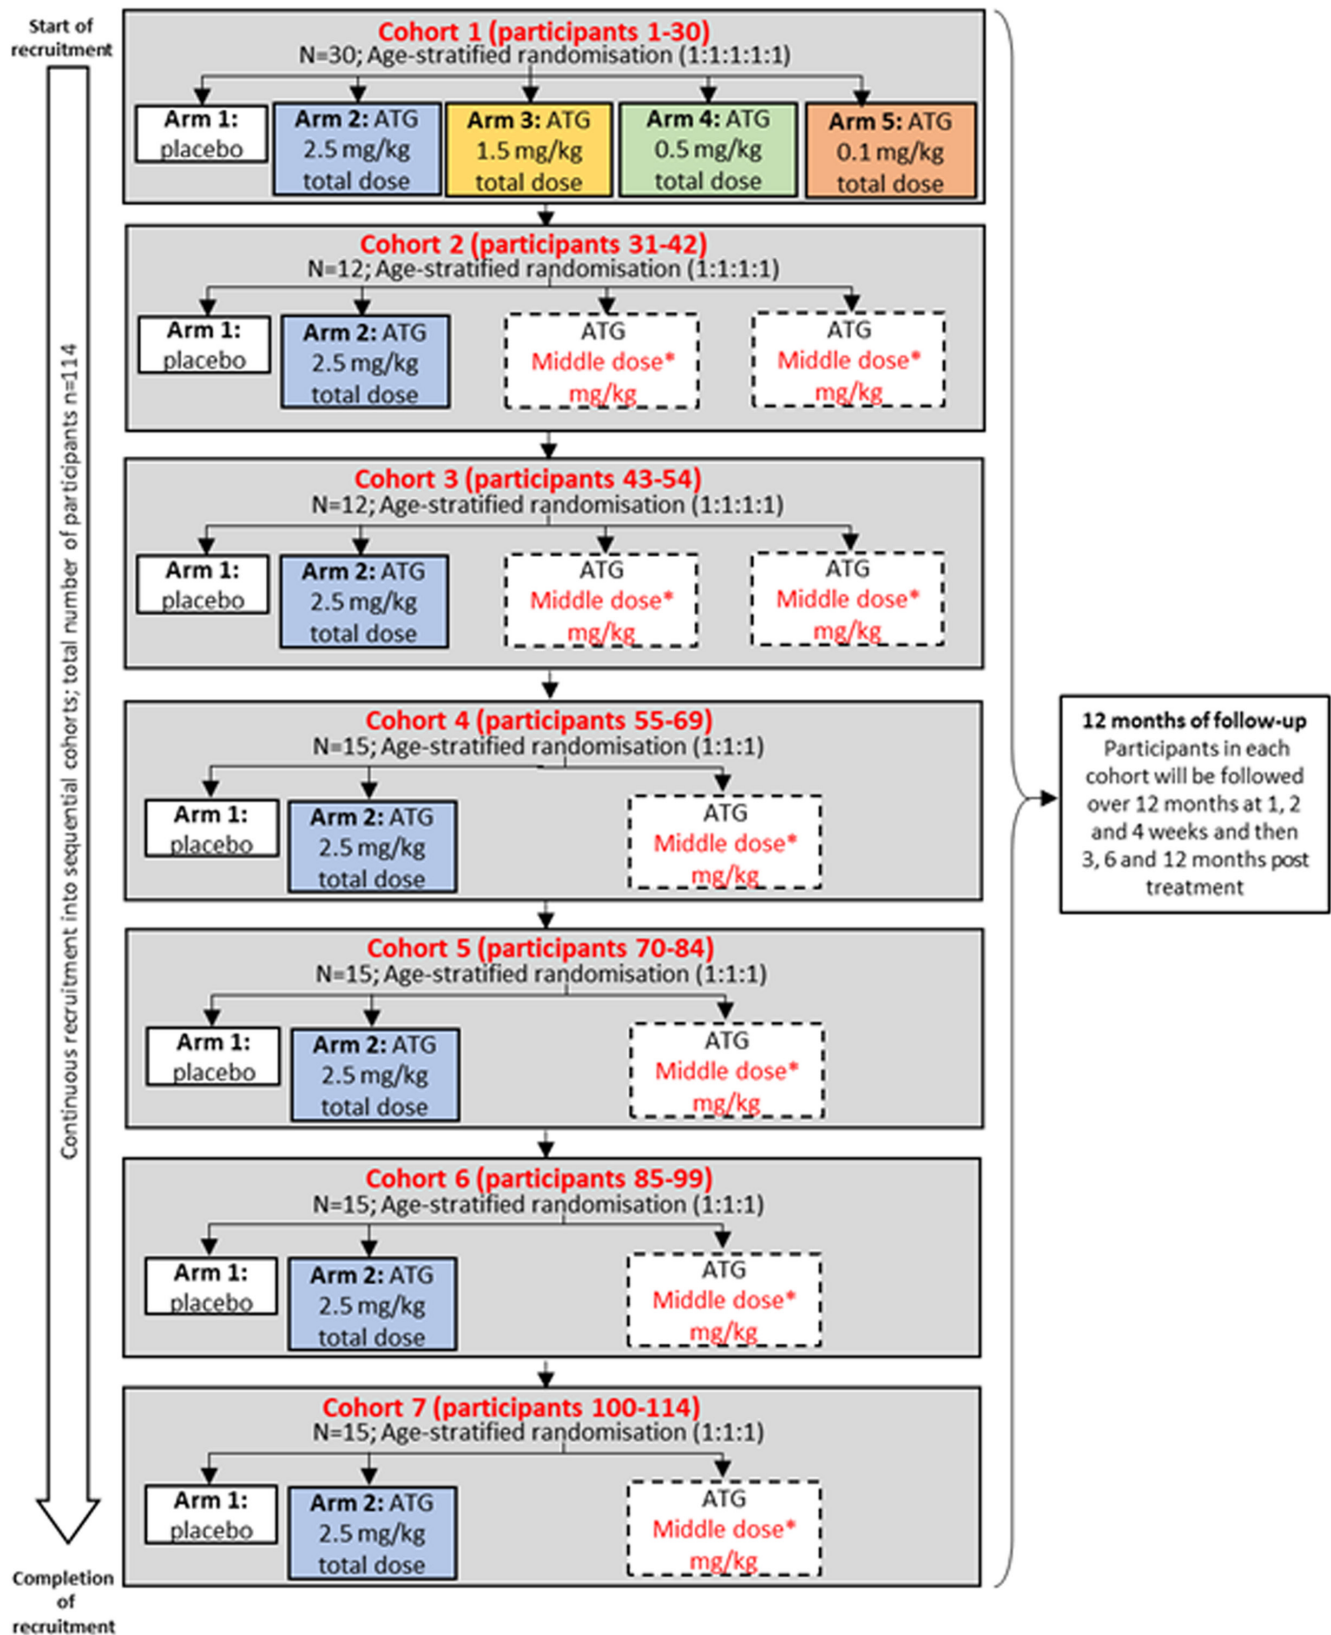 Start of
recruitment
Continuous recruitment into sequential cohorts; total number of participants n=114
Completion
of
recruitment
Cohort 1 (participants 1-30)
N=30; Age-stratified randomisation (1:1:1:1:1)
Arm 1:
placebo
Arm 2: ATG
2.5 mg/kg
total dose
Arm 3: ATG
1.5 mg/kg
total dose
Arm 4: ATG
0.5 mg/kg
total dose
Arm 5: ATG
0.1 mg/kg
total dose
Cohort 2 (participants 31-42)
N=12; Age-stratified randomisation (1:1:1:1)
Arm 1:
placebo
Arm 2: ATG
2.5 mg/kg
total dose
ATG
Middle dose*
mg/kg
ATG
Middle dose*
mg/kg
Cohort 3 (participants 43-54)
N=12; Age-stratified randomisation (1:1:1:1)
Arm 1:
placebo
Arm 2: ATG
2.5 mg/kg
total dose
ATG
Middle dose*
mg/kg
ATG
Middle dose*
mg/kg
Cohort 4 (participants 55-69)
N=15; Age-stratified randomisation (1:1:1)
Arm 1:
placebo
Arm 2: ATG
2.5 mg/kg
total dose
ATG
Middle dose*
mg/kg
Cohort 5 (participants 70-84)
N=15; Age-stratified randomisation (1:1:1)
Arm 1:
placebo
Arm 2: ATG
2.5 mg/kg
total dose
ATG
Middle dose*
mg/kg
Cohort 6 (participants 85-99)
N=15; Age-stratified randomisation (1:1:1)
Arm 1:
placebo
Arm 2: ATG
2.5 mg/kg
total dose
ATG
Middle dose*
mg/kg
Cohort 7 (participants 100-114)
N=15; Age-stratified randomisation (1:1:1)
Arm 1:
placebo
Arm 2: ATG
2.5 mg/kg
total dose
ATG
Middle dose*
mg/kg
12 months of follow-up
Participants in each
cohort will be followed
over 12 months at 1, 2
and 4 weeks and then
3, 6 and 12 months post
treatment